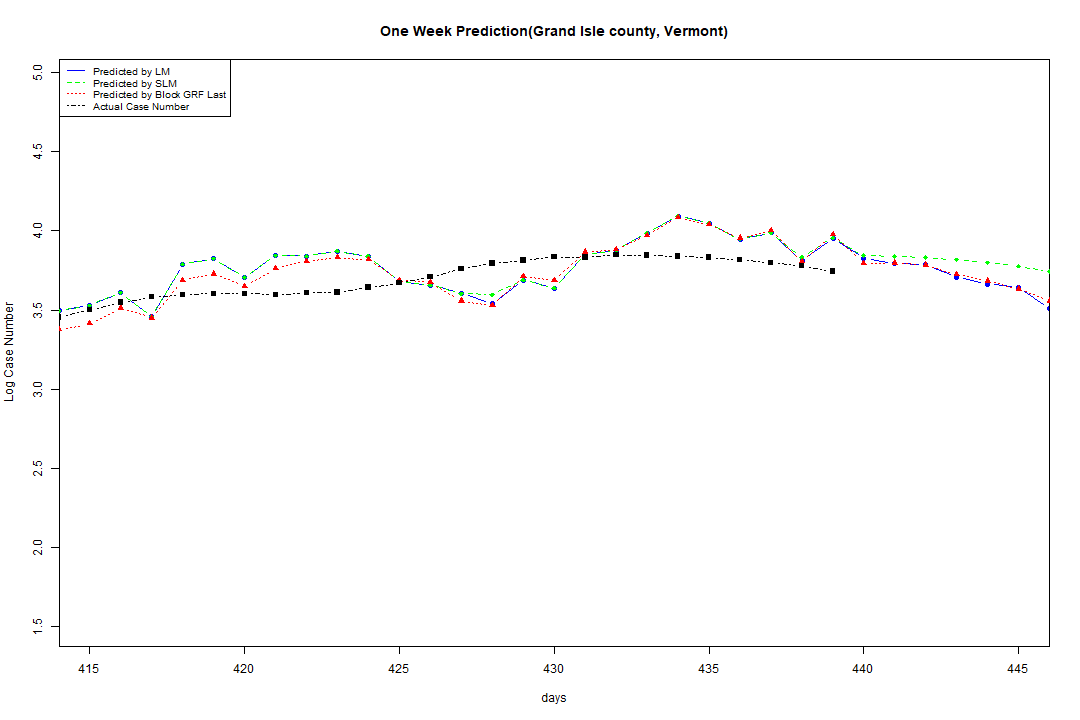 One Week Prediction(Grand Isle county, Vermont)
Predicted by LM
Predicted by SLM
Predicted by Block GRF Last
Actual Case Number
5.0
4.5
4.0
3.5
3.0
2.5
2.0
1.5
Log Case Number
415 420 425 430 435 440 445
days